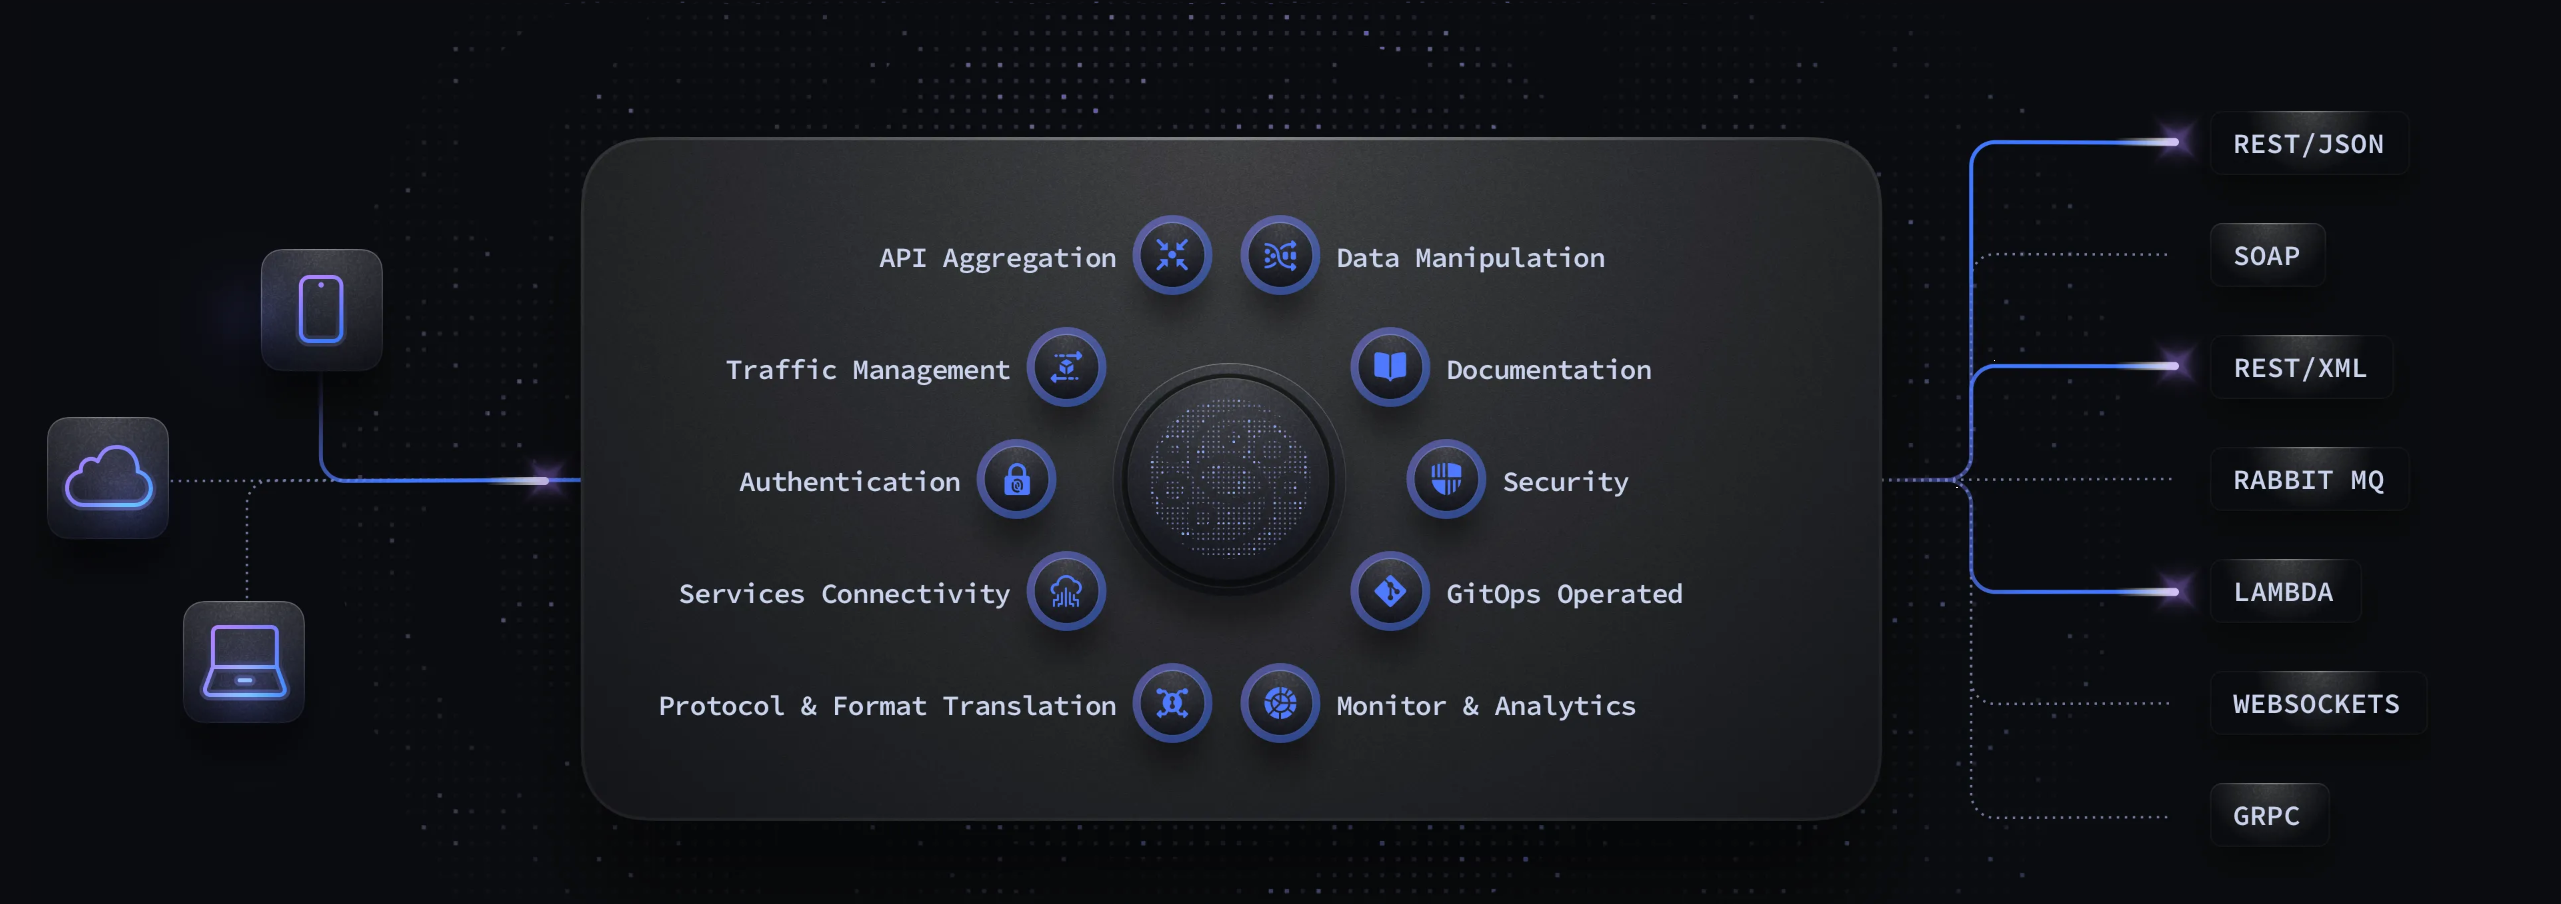 API Aggregation
Data Manipulation
Traffic Management
Documentation
Authentication
Security
Services Connectivity
GitOps Operated
Protocol & Format Translation
Monitor & Analytics
REST/JSON
SOAP
REST/XML
RABBIT MQ
LAMBDA
WEBSOCKETS
GRPC